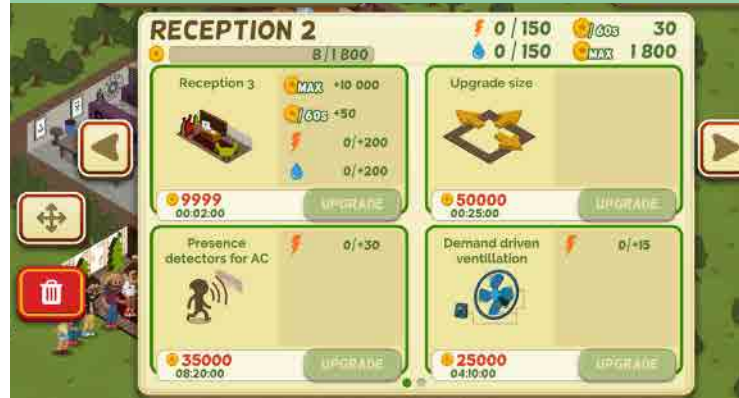 RECEPTION 2
0/150
/60s 30
8/1 800
0/150
MAX 1 800
Reception 3
MAX +10 000
/60s +50
0/+200
0/+200
9999
00:02:00
UPGRADE
Upgrade size
50000
00:25:00
UPGRADE
Presence
detectors for AC
0/+30
35000
08:20:00
UPGRADE
Demand driven
ventillation
0/+15
25000
04:10:00
UPGRADE